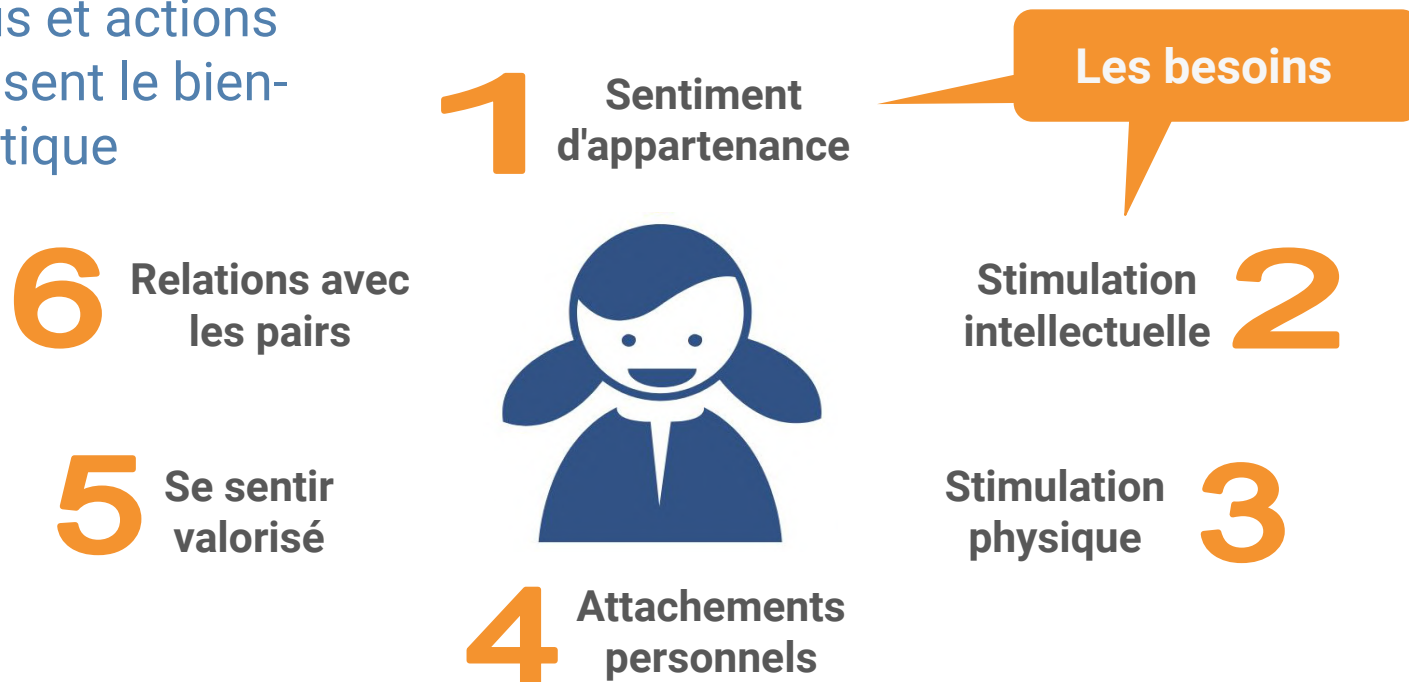 s et actions
sent le bien-
tique
Les besoins
1
Sentiment
d'appartenance
2
Stimulation
intellectuelle
3
Stimulation
physique
4
Attachements
personnels
5
Se sentir
valorisé
6
Relations avec
les pairs